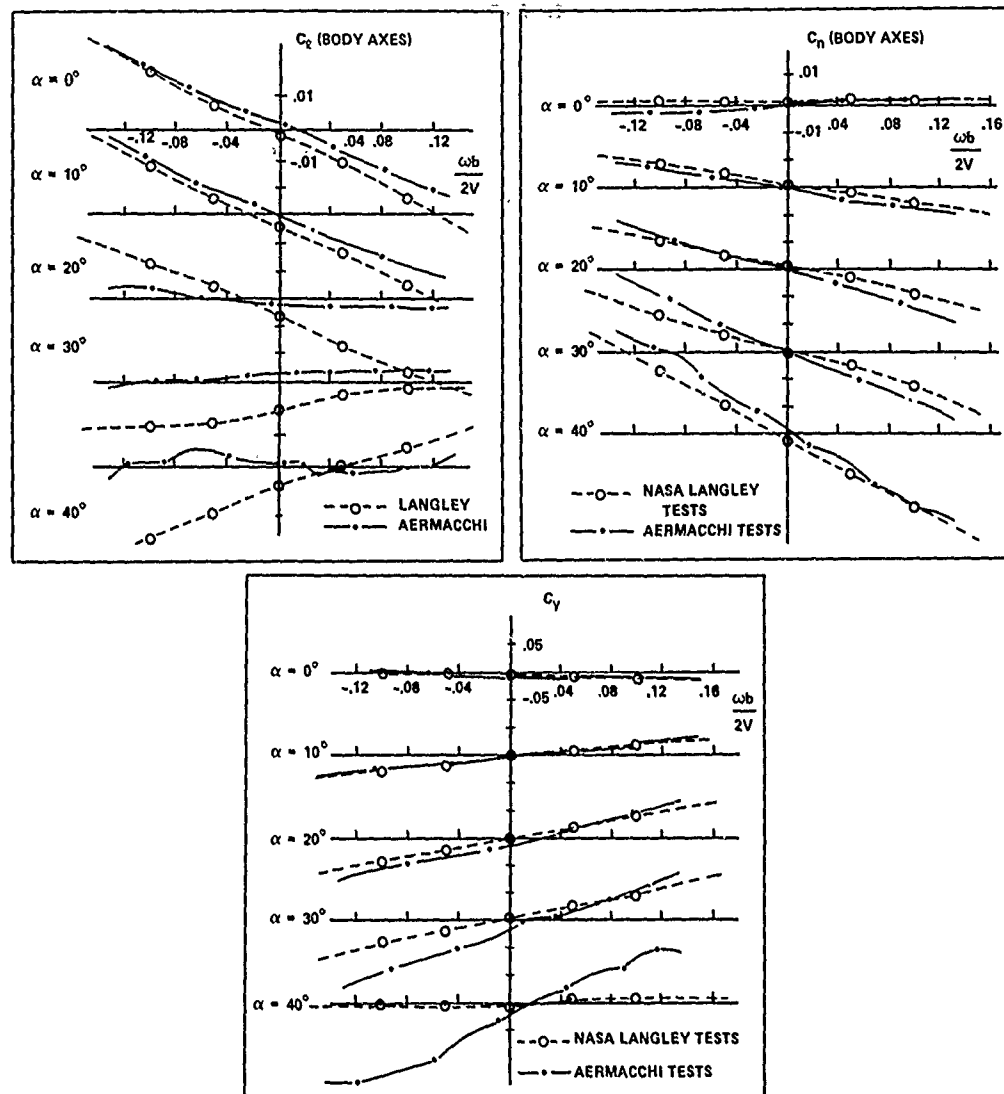 C_ℓ (BODY AXES)
α = 0°
.01
-.12 -.08 -.04 .04 .08 .12
-.01
ωb
2V
α = 10°
α = 20°
α = 30°
α = 40°
LANGLEY
AERMACCHI
C_n (BODY AXES)
.01
α = 0°
-.12 -.08 -.04 .04 .08 .12 .16
-.01
ωb
2V
α = 10°
α = 20°
α = 30°
α = 40°
NASA LANGLEY
TESTS
AERMACCHI TESTS
C_y
.05
α = 0°
-.12 -.08 -.04 .04 .08 .12 .16
-.05
ωb
2V
α = 10°
α = 20°
α = 30°
α = 40°
NASA LANGLEY TESTS
AERMACCHI TESTS